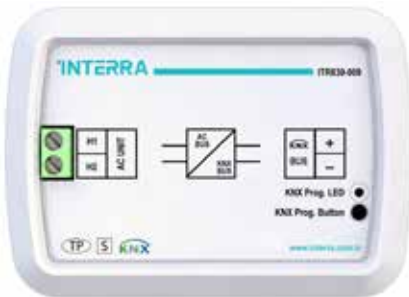 INTERRA
ITR830-009
H1
H2
AC UNIT
AC
BUS
KNX
BUS
KNX
BUS
+
−
KNX Prog. LED
KNX Prog. Button
TP S KNX
www.interra.com.tr